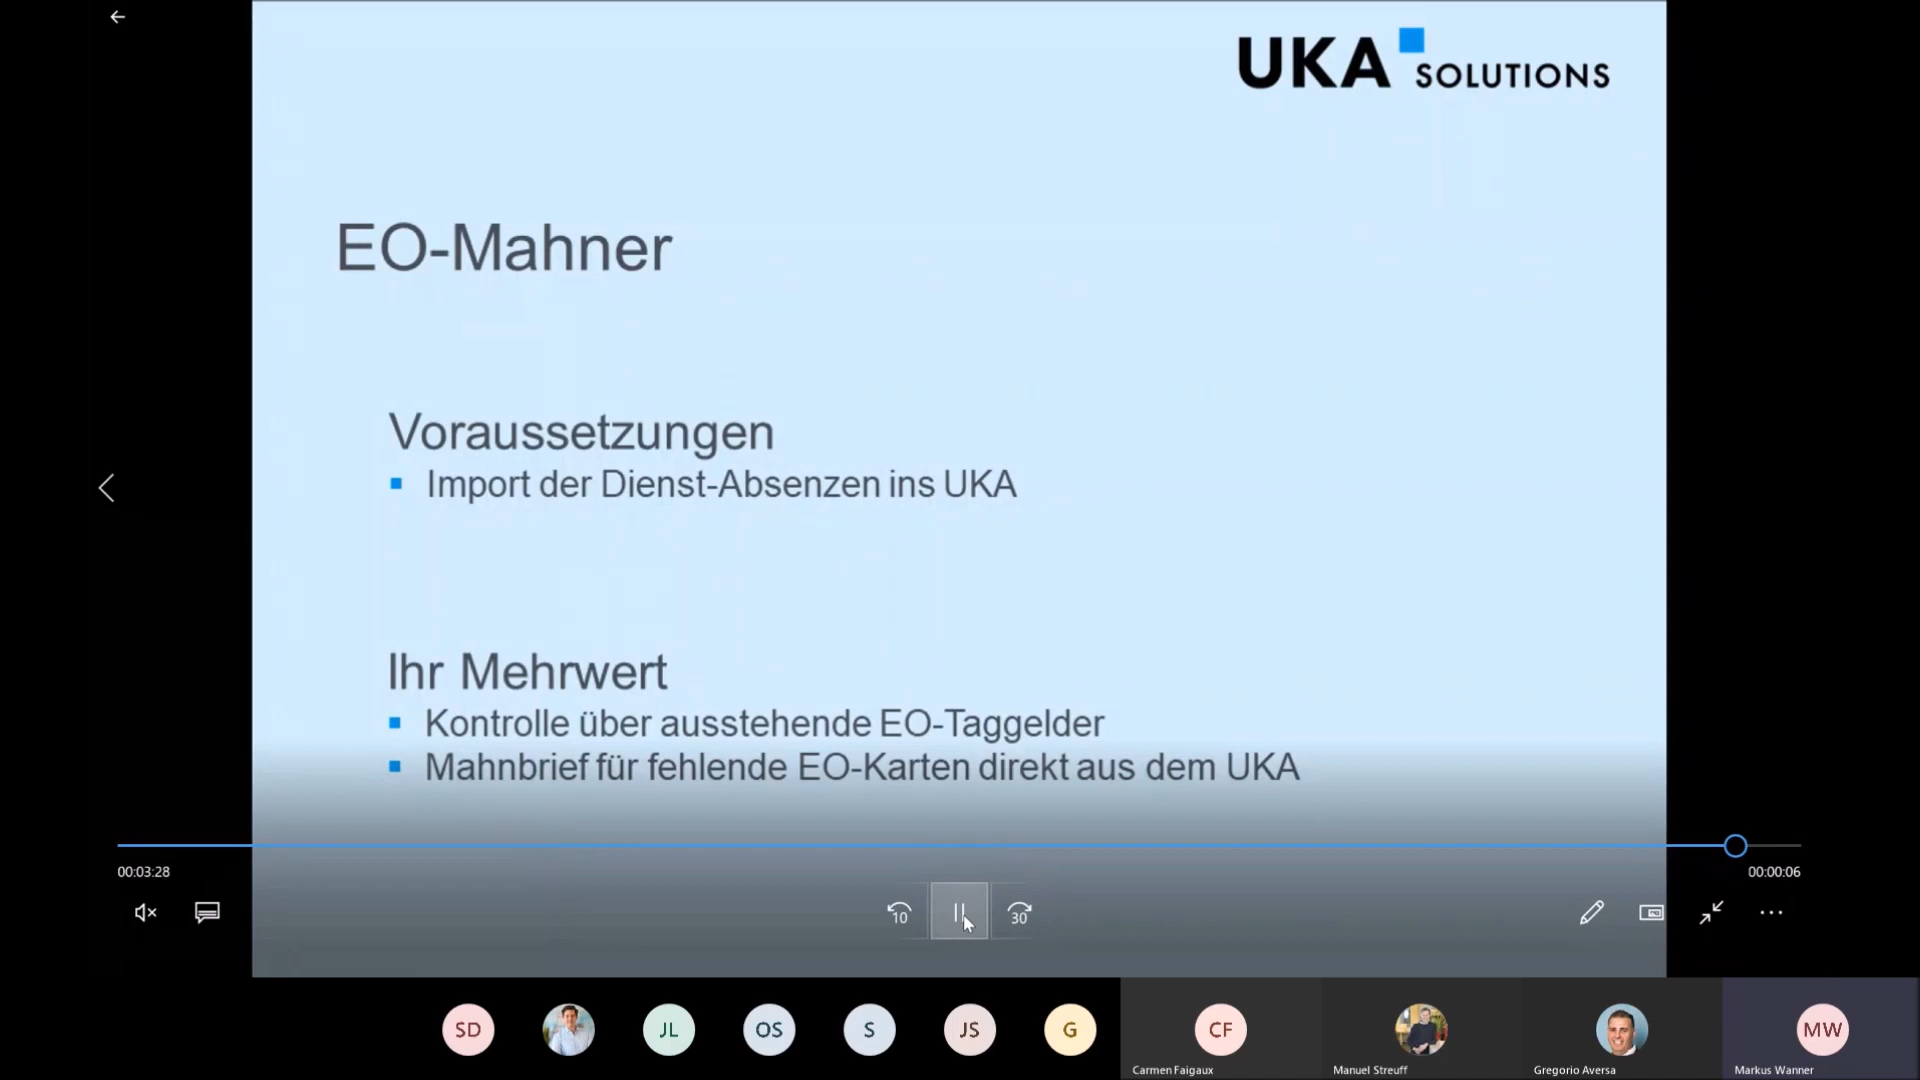 UKA SOLUTIONS
EO-Mahner
Voraussetzungen
Import der Dienst-Absenzen ins UKA
Ihr Mehrwert
Kontrolle über ausstehende EO-Taggelder
Mahnbrief für fehlende EO-Karten direkt aus dem UKA
00:03:28
00:00:06
10
30
SD
JL
OS
S
JS
G
CF
MW
Carmen Faigaux
Manuel Streuff
Gregorio Aversa
Markus Wanner